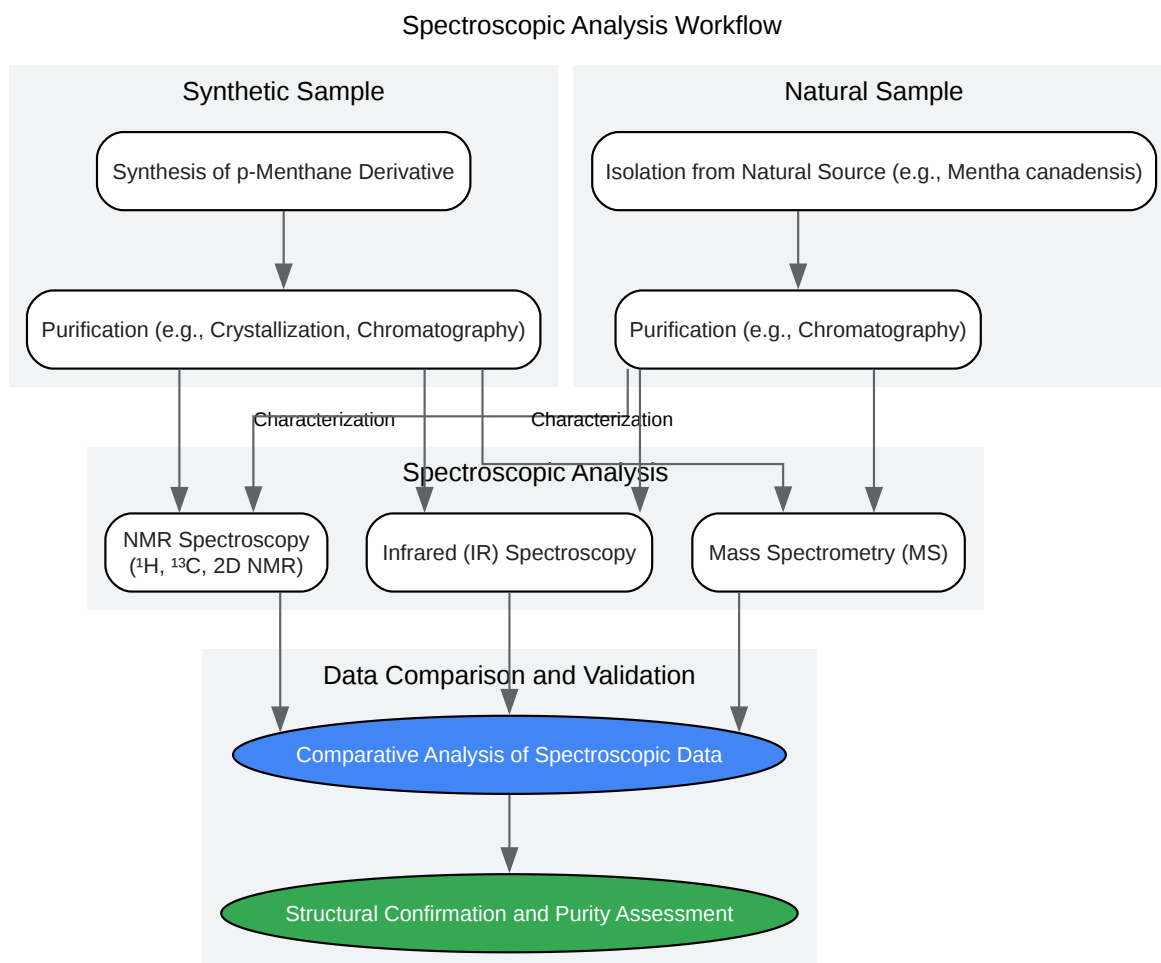 Spectroscopic Analysis Workflow
Synthetic Sample
Natural Sample
Synthesis of p-Menthane Derivative
Isolation from Natural Source (e.g., Mentha canadensis)
Purification (e.g., Crystallization, Chromatography)
Purification (e.g., Chromatography)
Characterization
Characterization
Spectroscopic Analysis
NMR Spectroscopy
(¹H, ¹³C, 2D NMR)
Infrared (IR) Spectroscopy
Mass Spectrometry (MS)
Data Comparison and Validation
Comparative Analysis of Spectroscopic Data
Structural Confirmation and Purity Assessment